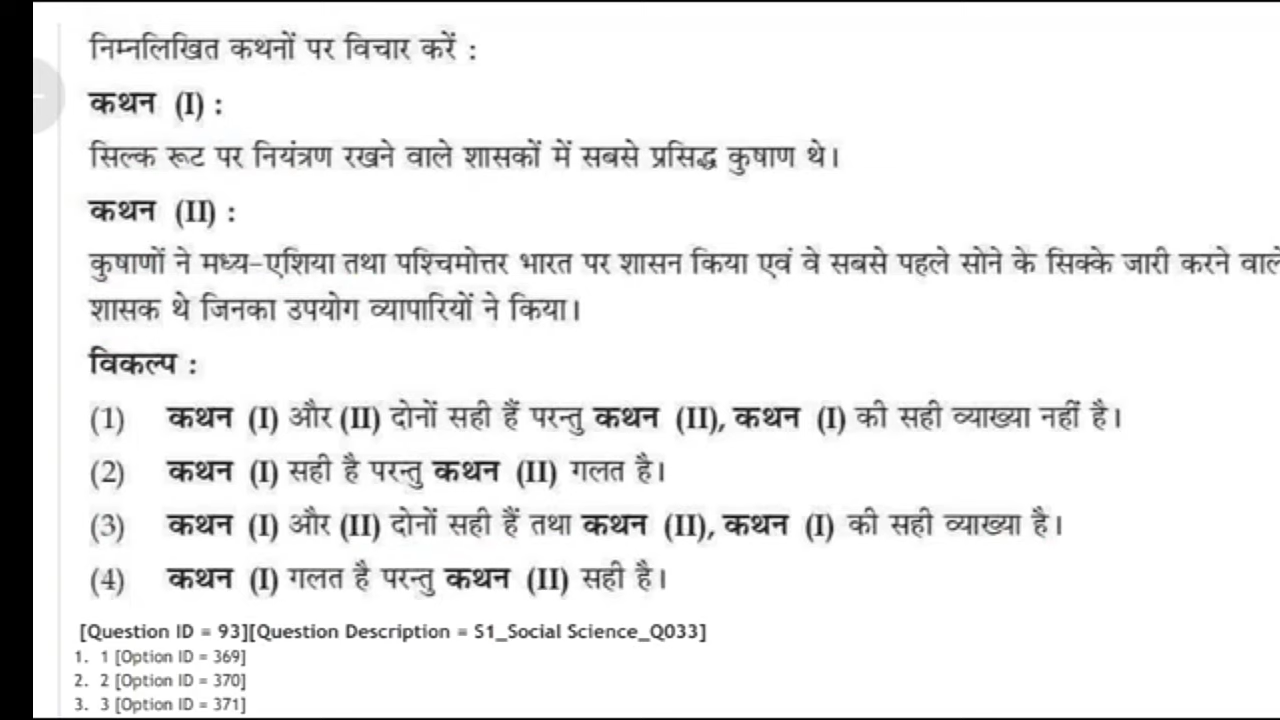 निम्नलिखित कथनों पर विचार करें :
कथन (I) :
सिल्क रूट पर नियंत्रण रखने वाले शासकों में सबसे प्रसिद्ध कुषाण थे।
कथन (II) :
कुषाणों ने मध्य-एशिया तथा पश्चिमोत्तर भारत पर शासन किया एवं वे सबसे पहले सोने के सिक्के जारी करने वाले
शासक थे जिनका उपयोग व्यापारियों ने किया।
विकल्प :
(1) कथन (I) और (II) दोनों सही हैं परन्तु कथन (II), कथन (I) की सही व्याख्या नहीं है।
(2) कथन (I) सही है परन्तु कथन (II) गलत है।
(3) कथन (I) और (II) दोनों सही हैं तथा कथन (II), कथन (I) की सही व्याख्या है।
(4) कथन (I) गलत है परन्तु कथन (II) सही है।
[Question ID = 93][Question Description = S1_Social Science_Q033]
1. 1 [Option ID = 369]
2. 2 [Option ID = 370]
3. 3 [Option ID = 371]